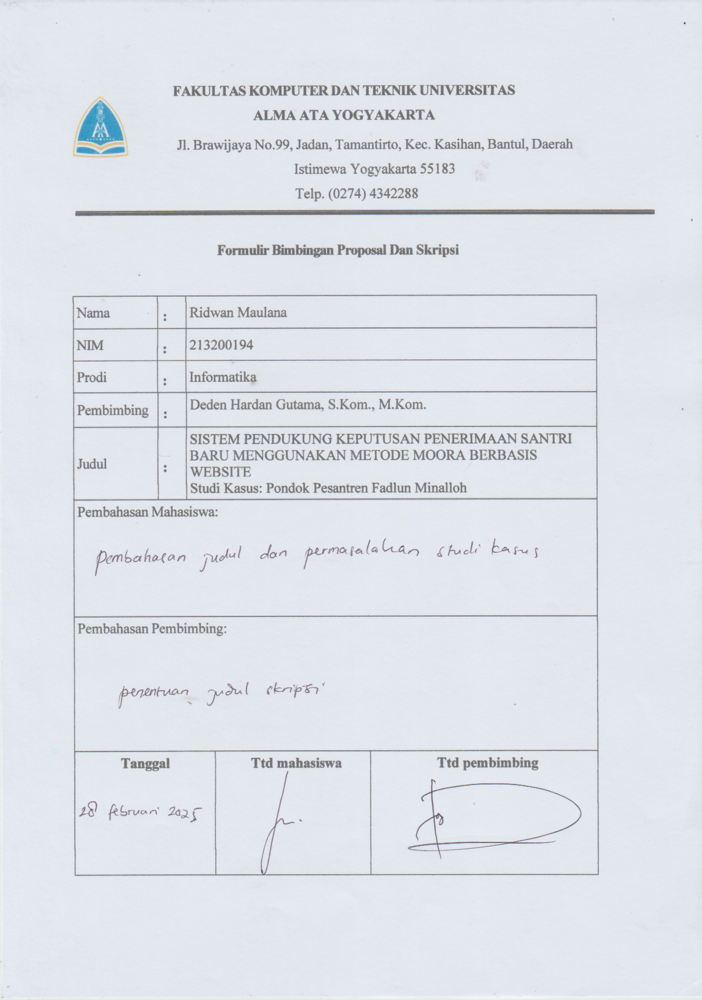 FAKULTAS KOMPUTER DAN TEKNIK UNIVERSITAS
ALMA ATA YOGYAKARTA
Jl. Brawijaya No.99, Jadan, Tamantirto, Kec. Kasihan, Bantul, Daerah
Istimewa Yogyakarta 55183
Telp. (0274) 4342288
Formulir Bimbingan Proposal Dan Skripsi
Nama : Ridwan Maulana
NIM : 213200194
Prodi : Informatika
Pembimbing : Deden Hardan Gutama, S.Kom., M.Kom.
Judul : SISTEM PENDUKUNG KEPUTUSAN PENERIMAAN SANTRI
BARU MENGGUNAKAN METODE MOORA BERBASIS
WEBSITE
Studi Kasus: Pondok Pesantren Fadlun Minalloh
Pembahasan Mahasiswa:
Pembahasan judul dan permasalahan studi kasus
Pembahasan Pembimbing:
penentuan judul skripsi
Tanggal Ttd mahasiswa Ttd pembimbing
28 februari 2025